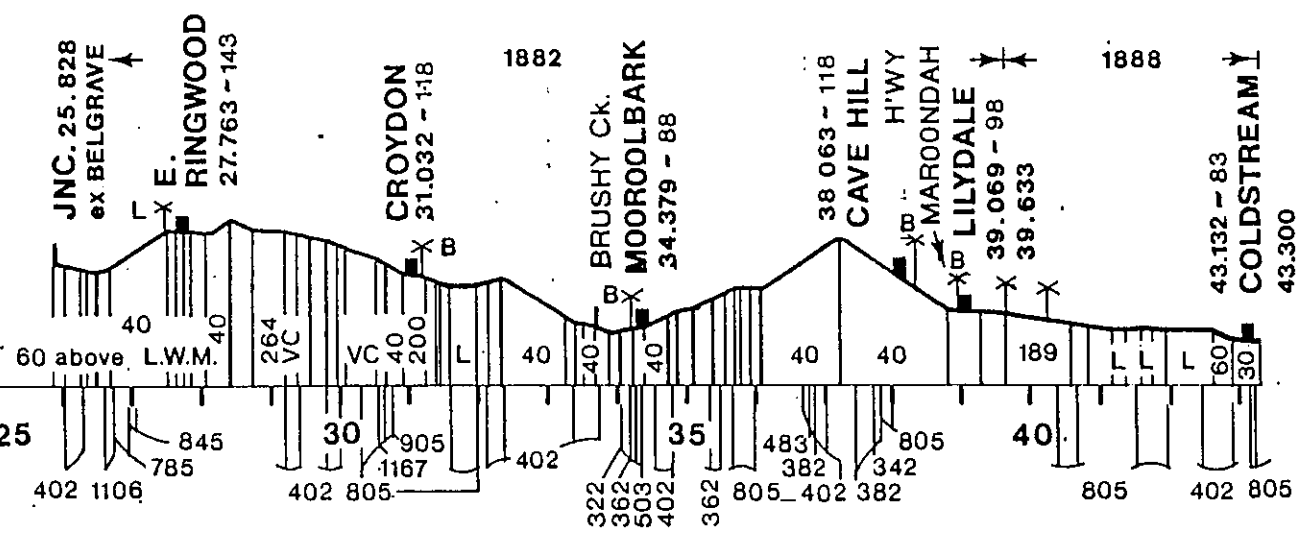 JNC. 25.828
ex BELGRAVE
L
E.
RINGWOOD
27.763-143
CROYDON
31.032-118
B
1882
BRUSHY Ck.
B
MOOROOLBARK
34.379-88
38 063-118
CAVE HILL
B
H'WY
MAROONDAH
B
LILYDALE
39.069-98
39.633
1888
43.132-83
COLDSTREAM
43.300
40
40
264
VC
VC
40
200
L
40
40
40
40
40
189
L
L
L
60
30
60 above L.W.M.
25
30
35
40
845
785
402
1106
402
905
1167
805
402
322
362
503
402
362
805
483
382
402
805
342
382
805
402
805